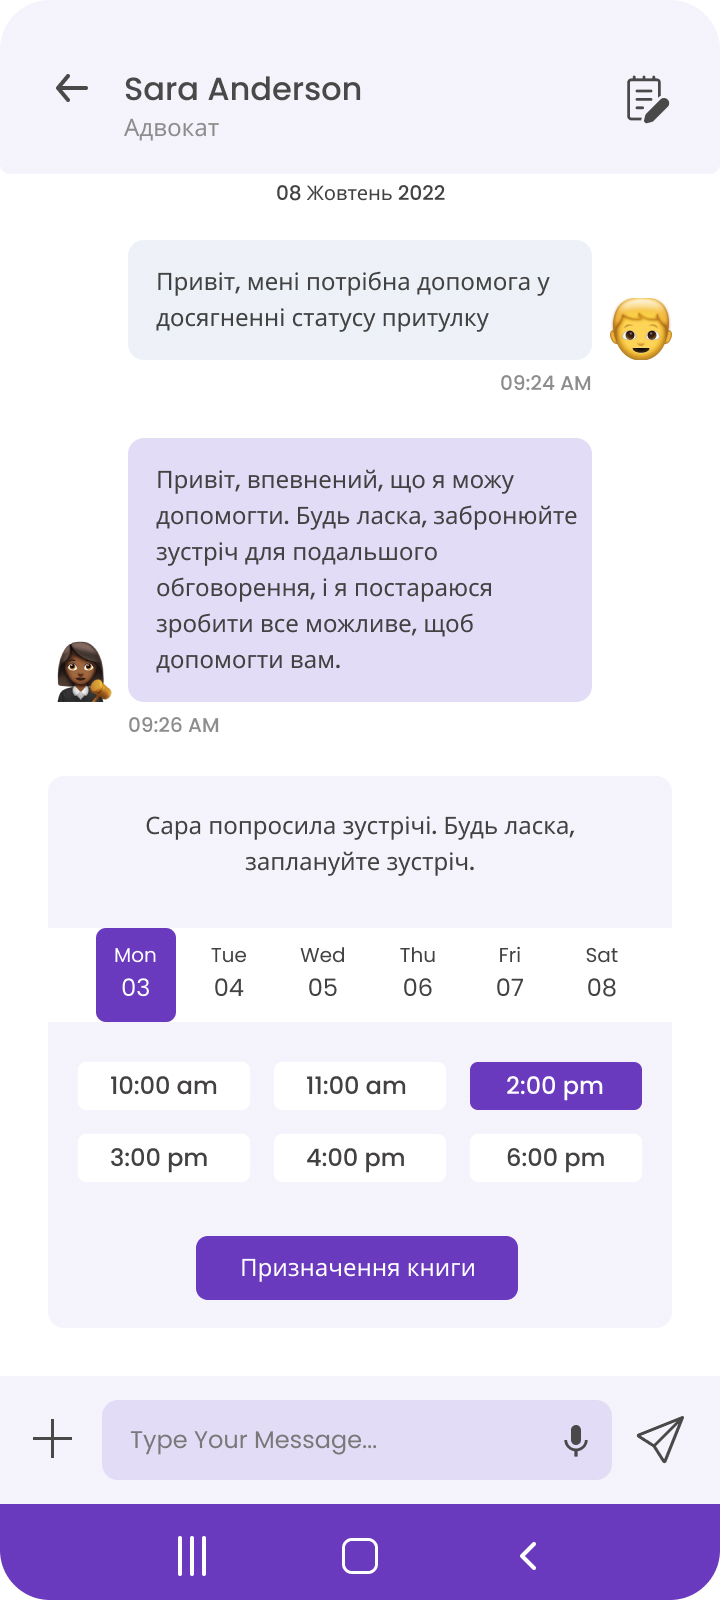 Sara Anderson
Адвокат
08 Жовтень 2022
Привіт, мені потрібна допомога у
досягненні статусу притулку
09:24 AM
Привіт, впевнений, що я можу
допомогти. Будь ласка, забронюйте
зустріч для подальшого
обговорення, і я постараюся
зробити все можливе, щоб
допомогти вам.
09:26 AM
Сара попросила зустрічі. Будь ласка,
заплануйте зустріч.
Mon Tue Wed Thu Fri Sat
03 04 05 06 07 08
10:00 am 11:00 am 2:00 pm
3:00 pm 4:00 pm 6:00 pm
Призначення книги
Type Your Message...